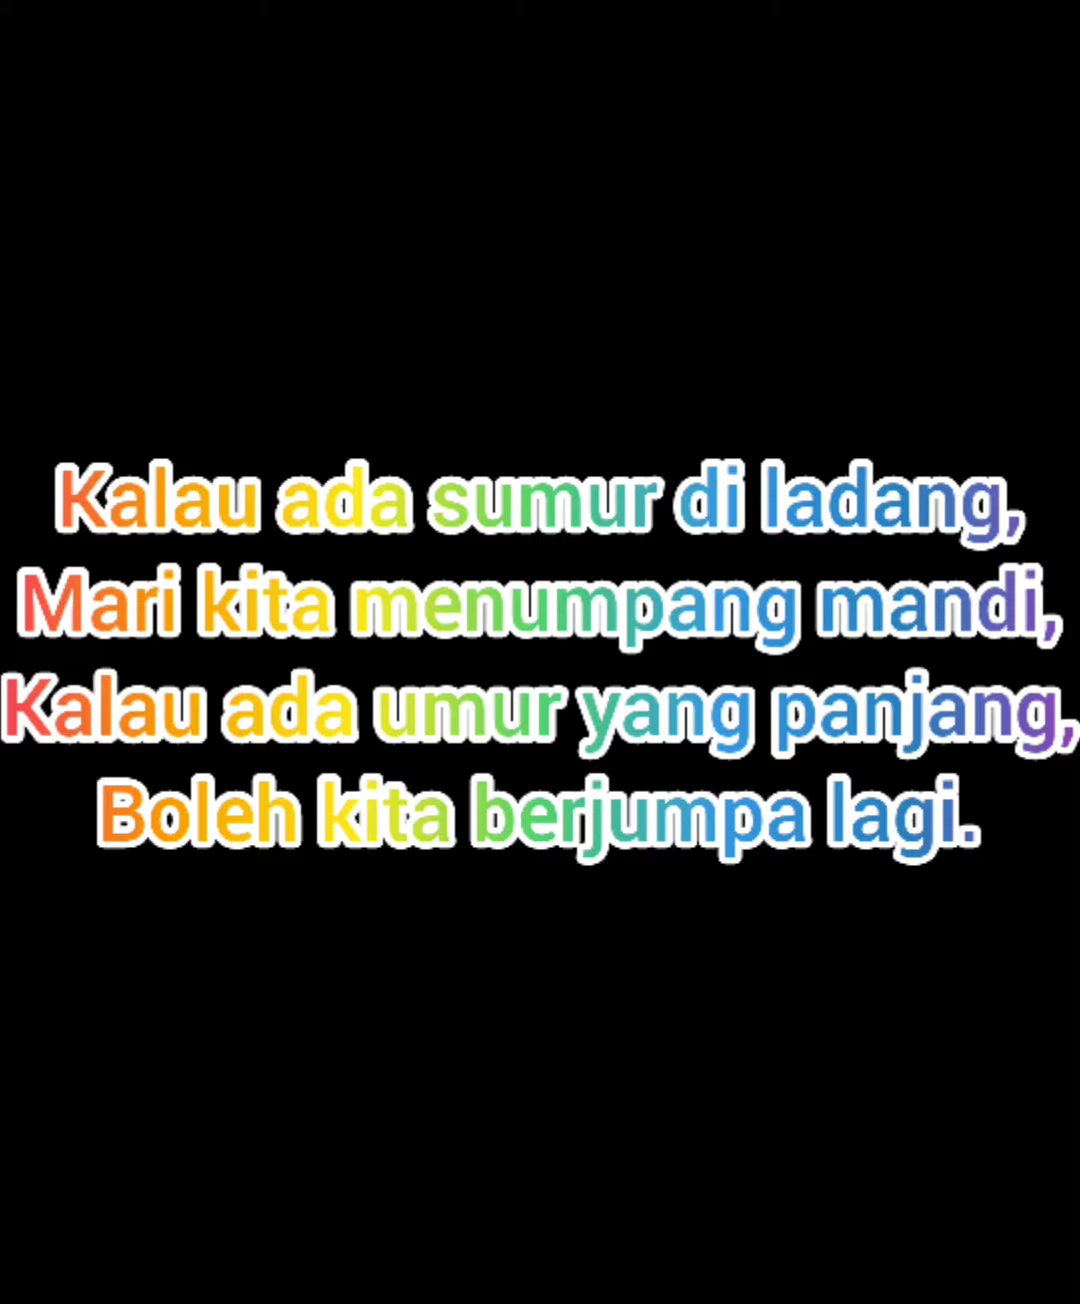 Kalau ada sumur di ladang,
Mari kita menumpang mandi,
Kalau ada umur yang panjang,
Boleh kita berjumpa lagi.